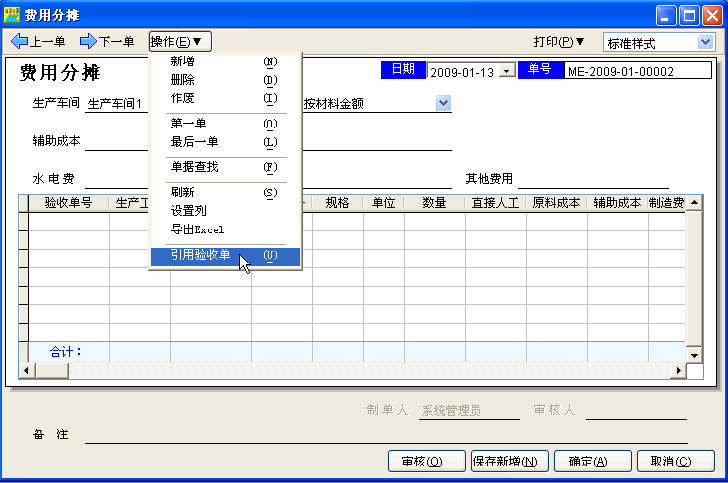 费用分摊
上一单 下一单 操作(E)▼ 打印(P)▼ 标准样式
费用分摊 日期 2009-01-13 单号 ME-2009-01-00002
生产车间 生产车间1 按材料金额
辅助成本
水电费 其他费用
新增 (N)
删除 (D)
作废 (I)
第一单 (A)
最后一单 (L)
单据查找 (F)
刷新 (S)
设置列
导出Excel
引用验收单 (U)
验收单号 生产工 规格 单位 数量 直接人工 原料成本 辅助成本 制造费
合计：
制单人 系统管理员 审核人
备 注
审核(O) 保存新增(N) 确定(A) 取消(C)